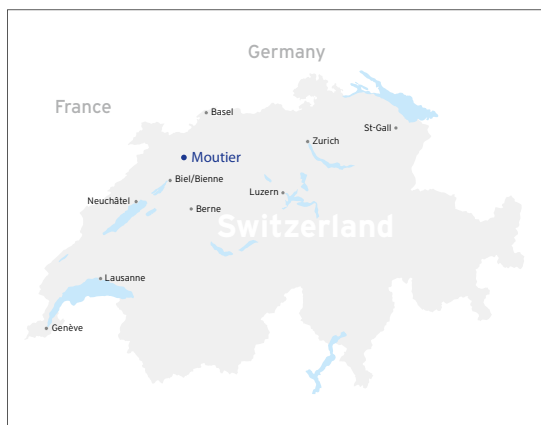 Germany
France
Basel
St-Gall
Zurich
Moutier
Biel/Bienne
Luzern
Neuchâtel
Berne
Switzerland
Lausanne
Genève